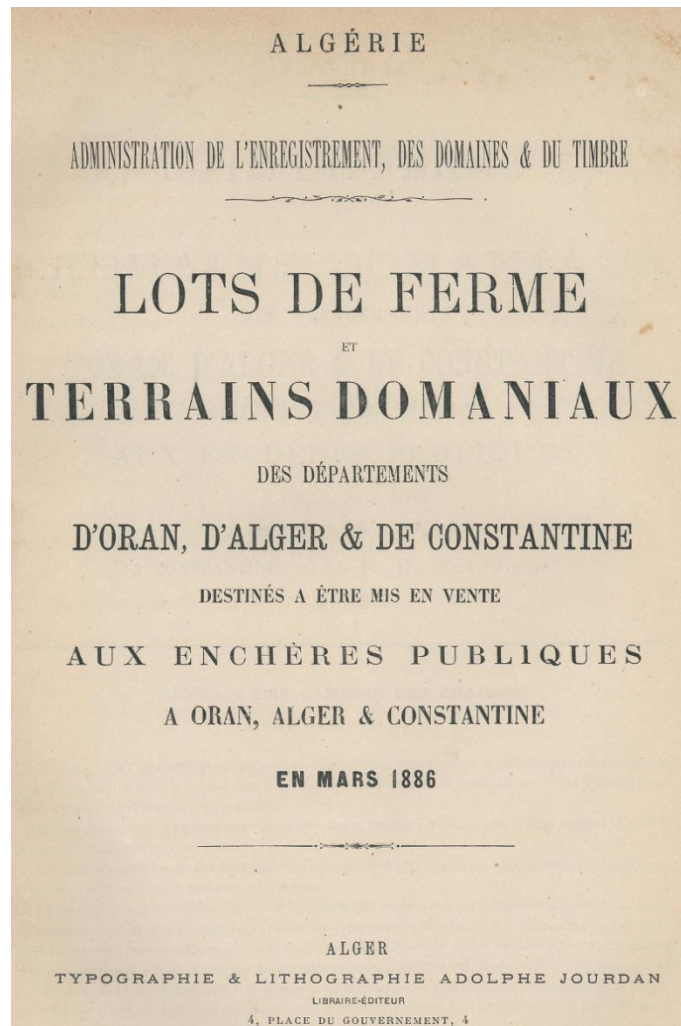 ALGÉRIE
ADMINISTRATION DE L'ENREGISTREMENT, DES DOMAINES & DU TIMBRE
LOTS DE FERME
ET
TERRAINS DOMANIAUX
DES DÉPARTEMENTS
D'ORAN, D'ALGER & DE CONSTANTINE
DESTINÉS A ÊTRE MIS EN VENTE
AUX ENCHÈRES PUBLIQUES
A ORAN, ALGER & CONSTANTINE
EN MARS 1886
ALGER
TYPOGRAPHIE & LITHOGRAPHIE ADOLPHE JOURDAN
LIBRAIRE-ÉDITEUR
4, PLACE DU GOUVERNEMENT, 4